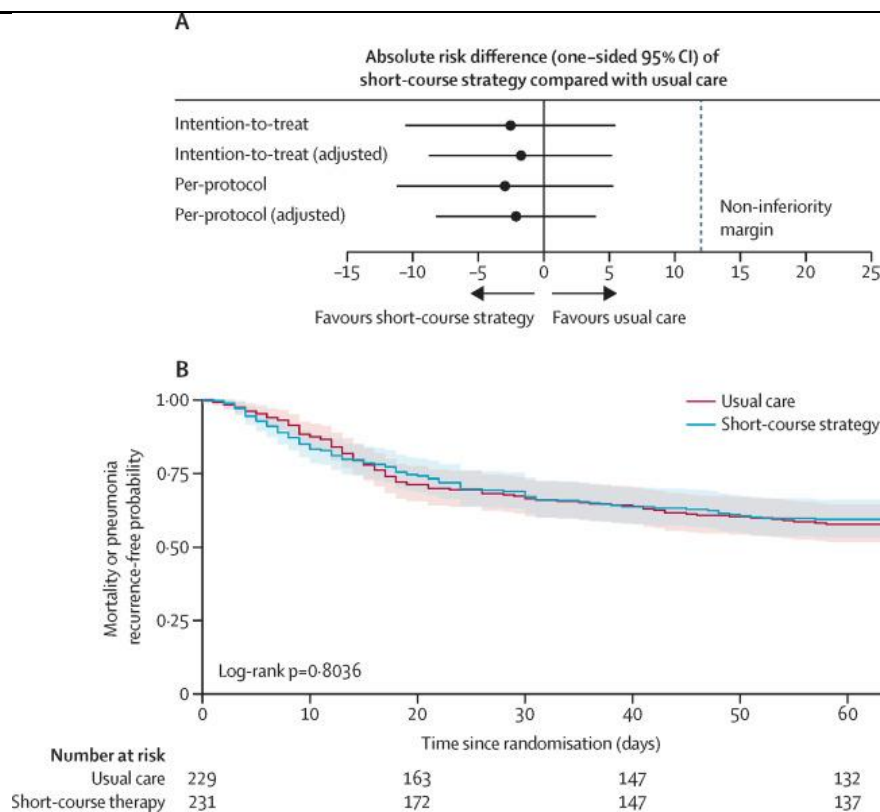 A
Absolute risk difference (one–sided 95% CI) of
short-course strategy compared with usual care
Intention-to-treat
Intention-to-treat (adjusted)
Per-protocol
Per-protocol (adjusted)
Non-inferiority
margin
–15 –10 –5 0 5 10 15 20 25
Favours short-course strategy Favours usual care
B
Usual care
Short-course strategy
Mortality or pneumonia
recurrence-free probability
1·00
0·75
0·50
0·25
0
Log-rank p=0·8036
0 10 20 30 40 50 60
Time since randomisation (days)
Number at risk
Usual care 229 163 147 132
Short-course therapy 231 172 147 137